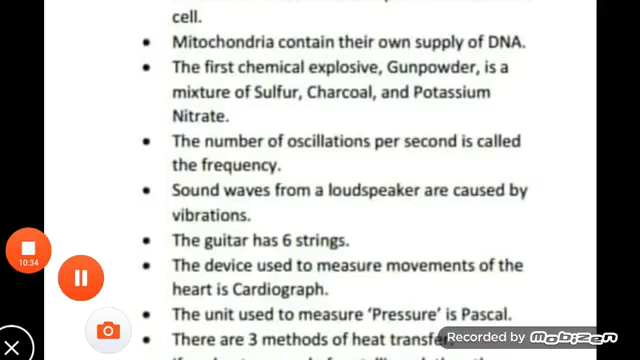 cell.
• Mitochondria contain their own supply of DNA.
• The first chemical explosive, Gunpowder, is a
mixture of Sulfur, Charcoal, and Potassium
Nitrate.
• The number of oscillations per second is called
the frequency.
• Sound waves from a loudspeaker are caused by
vibrations.
• The guitar has 6 strings.
• The device used to measure movements of the
heart is Cardiograph.
• The unit used to measure ‘Pressure’ is Pascal.
• There are 3 methods of heat transfer.
10:34
Recorded by Mobizen